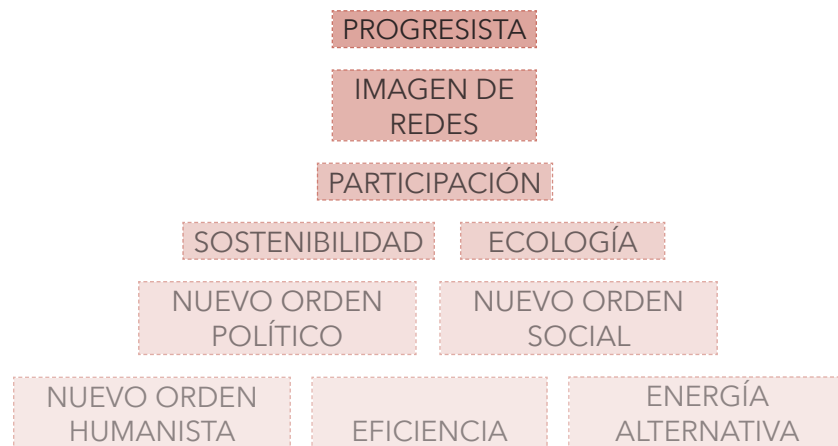 PROGRESISTA
IMAGEN DE
REDES
PARTICIPACIÓN
SOSTENIBILIDAD
ECOLOGÍA
NUEVO ORDEN
POLÍTICO
NUEVO ORDEN
SOCIAL
NUEVO ORDEN
HUMANISTA
EFICIENCIA
ENERGÍA
ALTERNATIVA